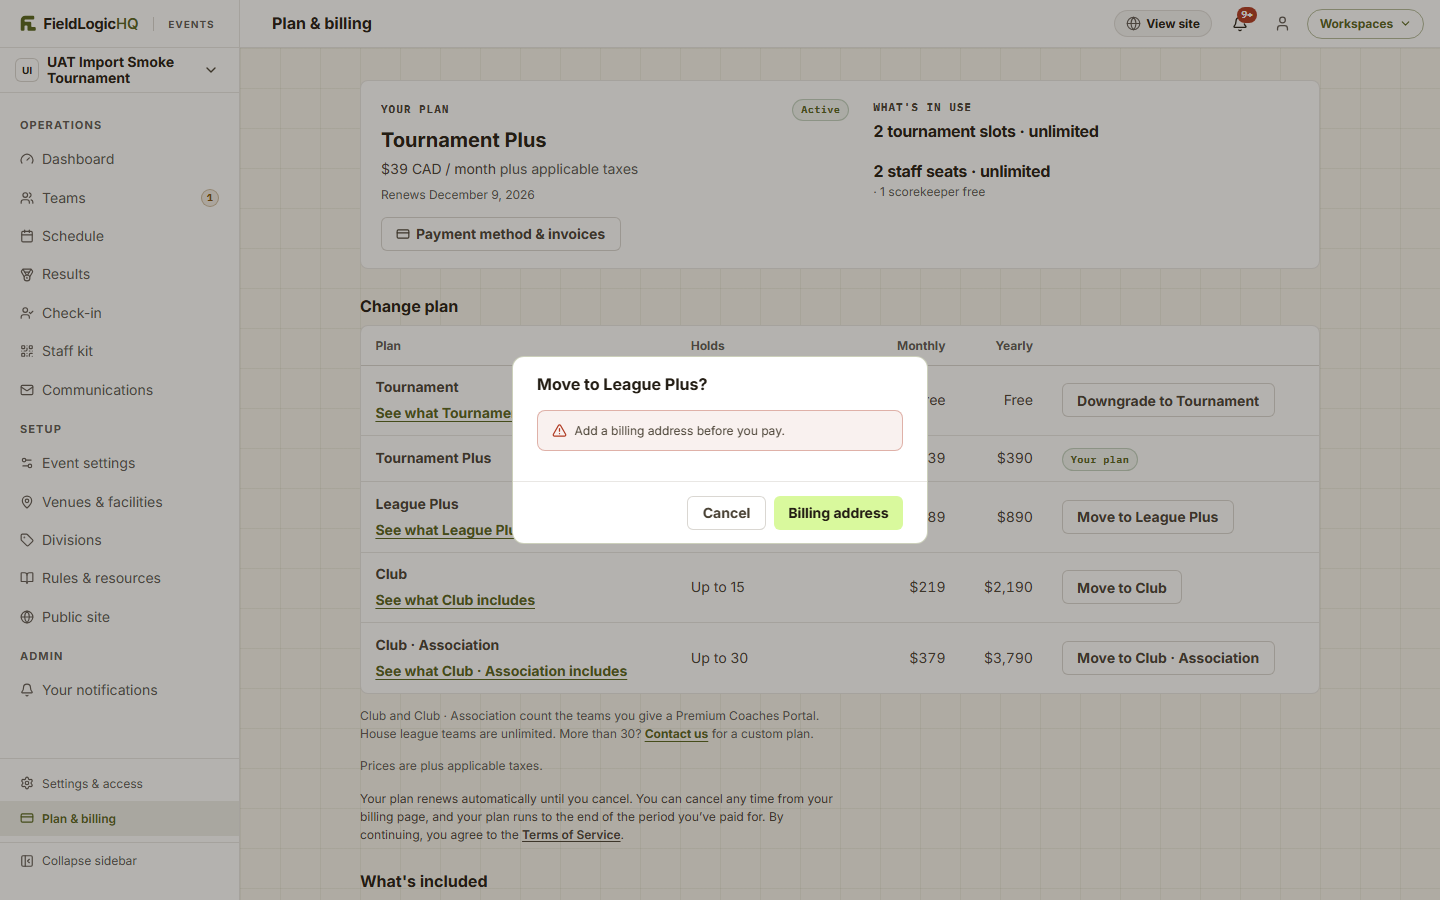 FieldLogicHQ
EVENTS
Plan & billing
View site
9+
Workspaces
UI
UAT Import Smoke
Tournament
OPERATIONS
Dashboard
Teams
1
Schedule
Results
Check-in
Staff kit
Communications
SETUP
Event settings
Venues & facilities
Divisions
Rules & resources
Public site
ADMIN
Your notifications
Settings & access
Plan & billing
Collapse sidebar
YOUR PLAN
Active
Tournament Plus
$39 CAD / month plus applicable taxes
Renews December 9, 2026
Payment method & invoices
WHAT'S IN USE
2 tournament slots · unlimited
2 staff seats · unlimited
· 1 scorekeeper free
Change plan
Plan Holds Monthly Yearly
Tournament
See what Tourname
ree Free Downgrade to Tournament
Tournament Plus
39 $390 Your plan
League Plus
See what League Plu
89 $890 Move to League Plus
Move to League Plus?
Add a billing address before you pay.
Cancel Billing address
Club
See what Club includes
Up to 15 $219 $2,190 Move to Club
Club · Association
See what Club · Association includes
Up to 30 $379 $3,790 Move to Club · Association
Club and Club · Association count the teams you give a Premium Coaches Portal.
House league teams are unlimited. More than 30? Contact us for a custom plan.
Prices are plus applicable taxes.
Your plan renews automatically until you cancel. You can cancel any time from your
billing page, and your plan runs to the end of the period you've paid for. By
continuing, you agree to the Terms of Service.
What's included